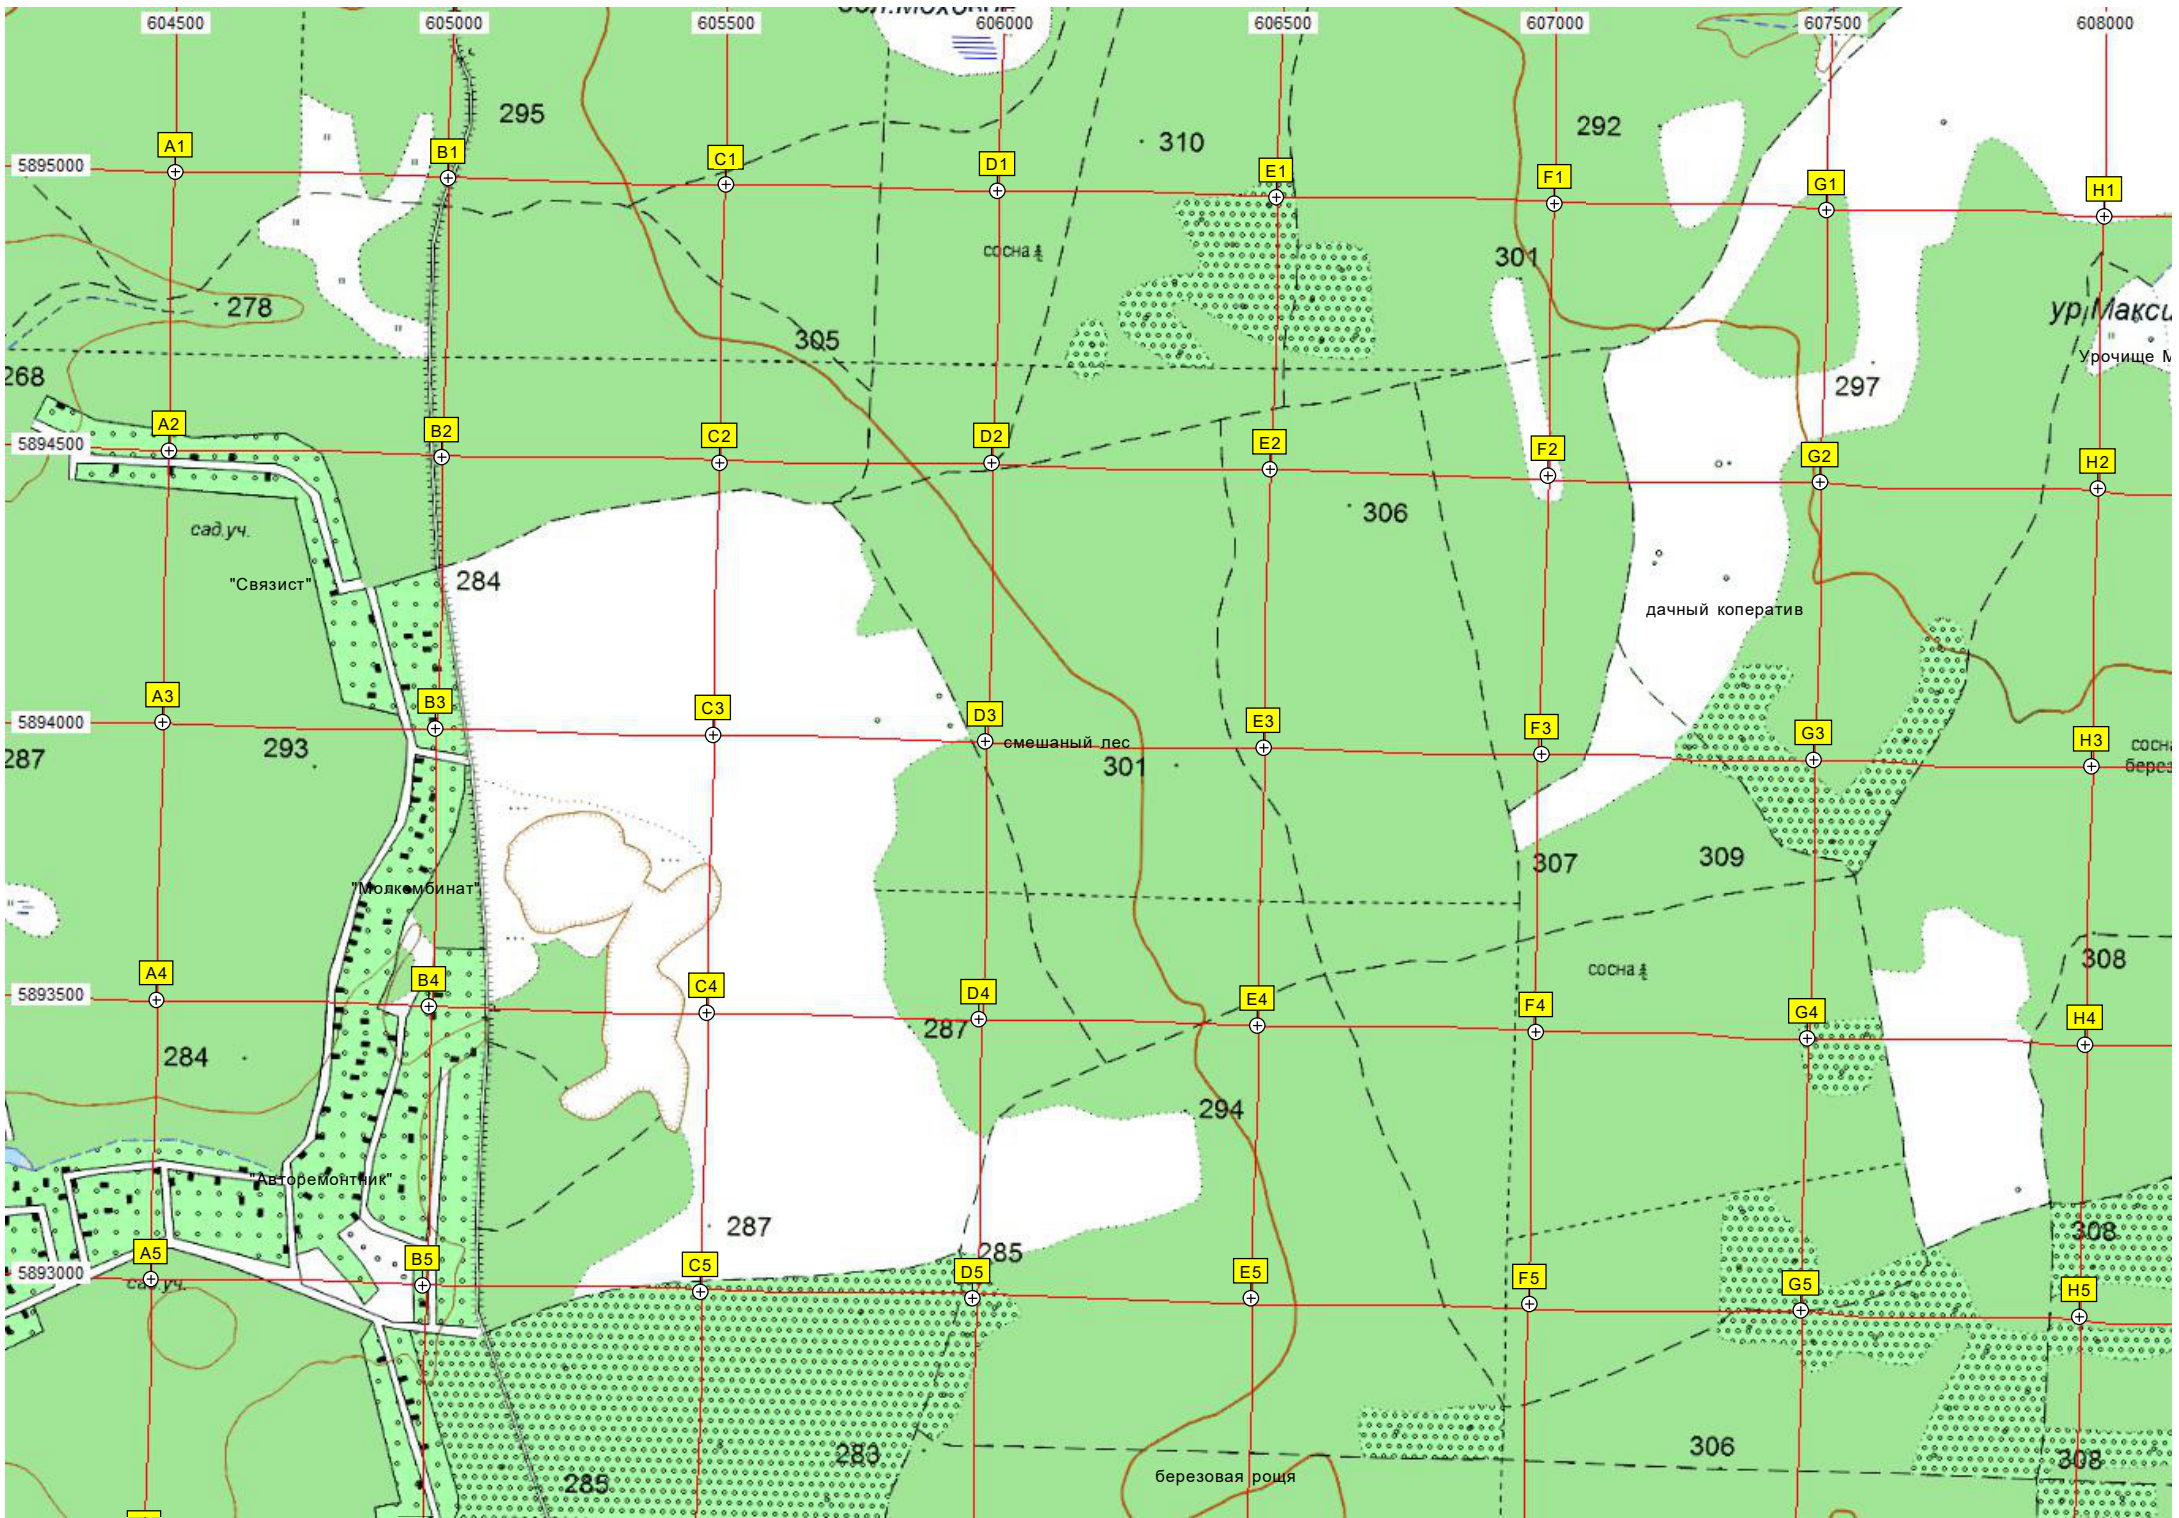 604500 605000 605500 606000 606500 607000 607500 608000
295
310
292
5895000
A1 B1 C1 D1 E1 F1 G1 H1
сосна
301
278
305
ур.Макси
Урочище М
268
297
5894500
A2 B2 C2 D2 E2 F2 G2 H2
306
сад.уч.
"Связист"
284
дачный коператив
5894000
A3 B3 C3 D3 E3 F3 G3 H3
287
293
смешаный лес
301
сосна
берез
307
309
"Молкомбинат"
308
сосна
5893500
A4 B4 C4 D4 E4 F4 G4 H4
287
284
294
"Авторемонтник"
287
285
308
5893000
A5 B5 C5 D5 E5 F5 G5 H5
сад.уч.
283
306
308
285
березовая рощя